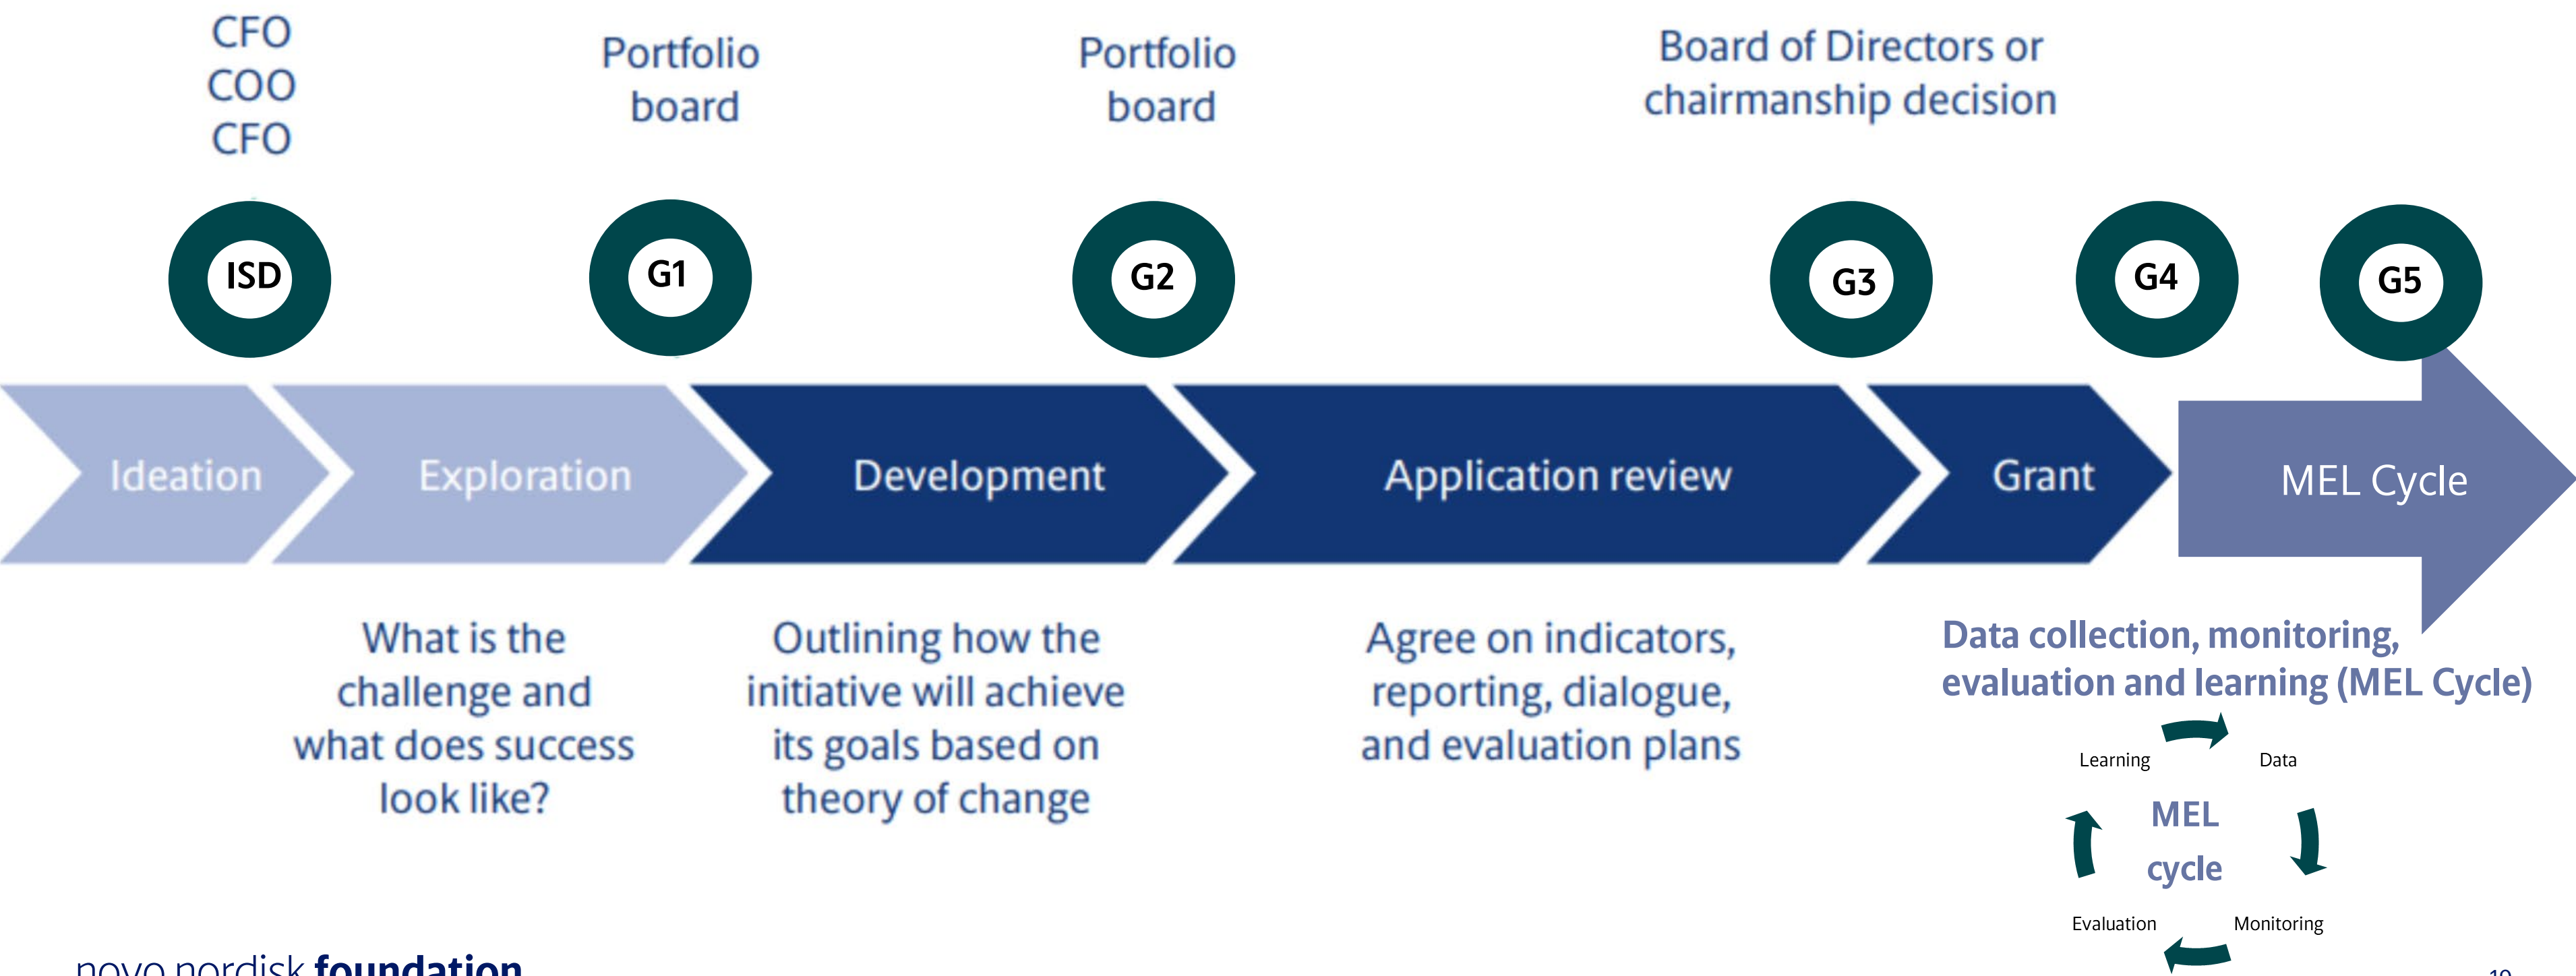 CFO
COO
CFO
Portfolio
board
Portfolio
board
Board of Directors or
chairmanship decision
ISD
G1
G2
G3
G4
G5
Ideation
Exploration
Development
Application review
Grant
MEL Cycle
What is the
challenge and
what does success
look like?
Outlining how the
initiative will achieve
its goals based on
theory of change
Agree on indicators,
reporting, dialogue,
and evaluation plans
Data collection, monitoring,
evaluation and learning (MEL Cycle)
Learning
Data
MEL
cycle
Evaluation
Monitoring
novo nordisk foundation